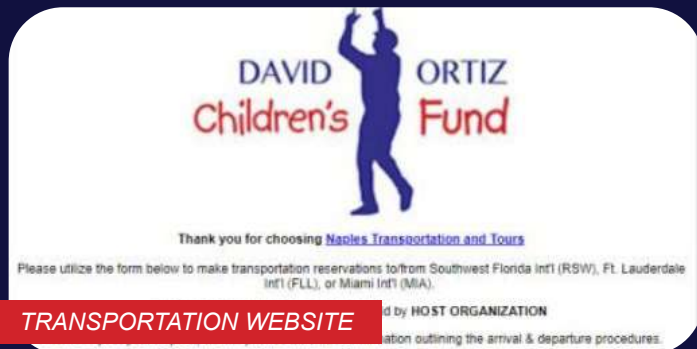 DAVID ORTIZ
Children's Fund
Thank you for choosing Naples Transportation and Tours
Please utilize the form below to make transportation reservations to/from Southwest Florida Int'l (RSW), Ft. Lauderdale
Int'l (FLL), or Miami Int'l (MIA).
by HOST ORGANIZATION
TRANSPORTATION WEBSITE
outlining the arrival & departure procedures.